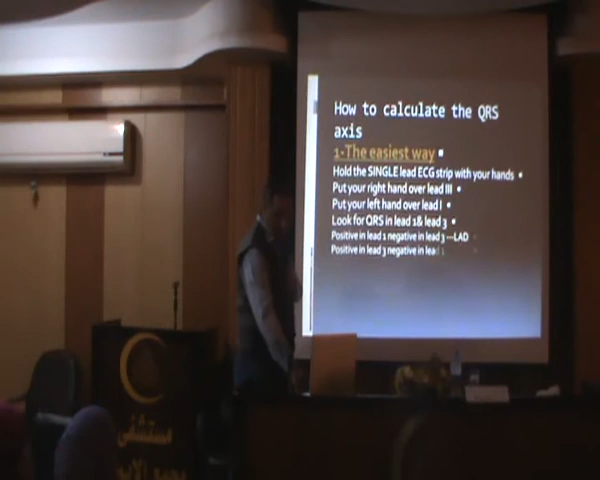 How to calculate the QRS
axis
1-The easiest way ▪
Hold the SINGLE lead ECG strip with your hands •
Put your right hand over lead III •
Put your left hand over lead I •
Look for QRS in lead 1& lead 3 •
Positive in lead 1 negative in lead 3 ---LAD
Positive in lead 3 negative in lead 1
مستشفى